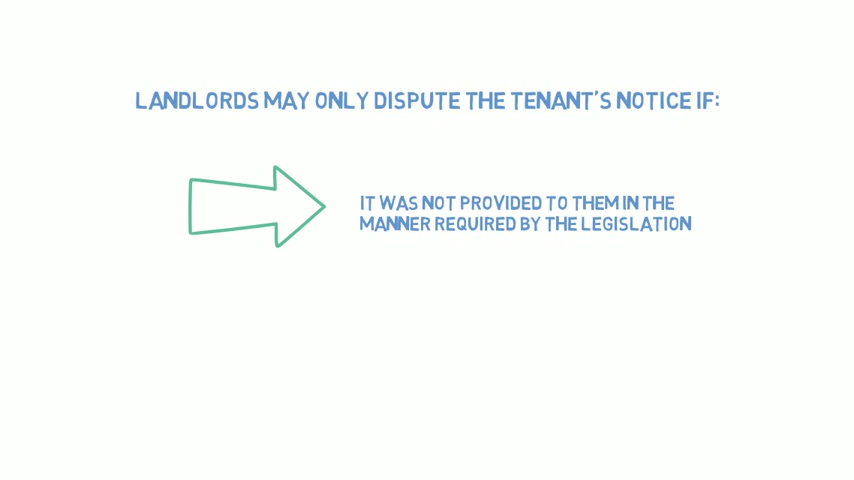 LANDLORDS MAY ONLY DISPUTE THE TENANT'S NOTICE IF:
IT WAS NOT PROVIDED TO THEM IN THE
MANNER REQUIRED BY THE LEGISLATION